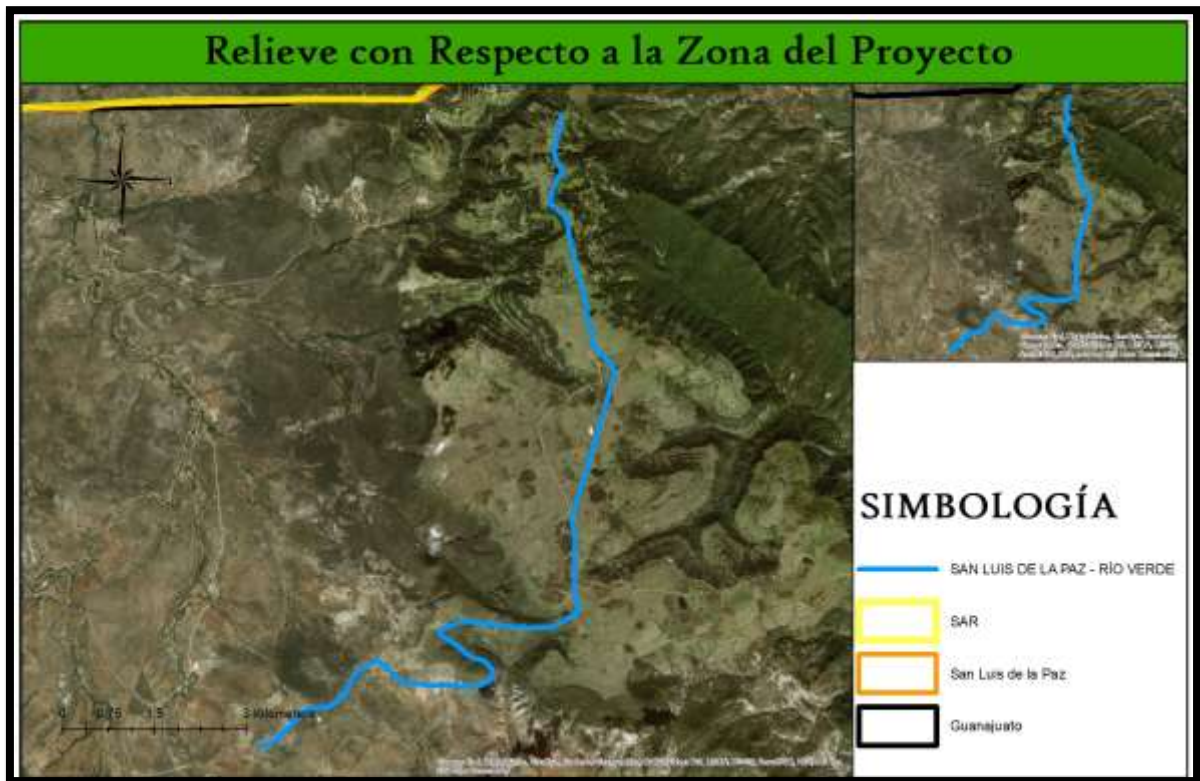 Relieve con Respecto a la Zona del Proyecto
SIMBOLOGÍA
SAN LUIS DE LA PAZ - RÍO VERDE
SAR
San Luis de la Paz
Guanajuato
0 0.75 1.5 3 Kilometers